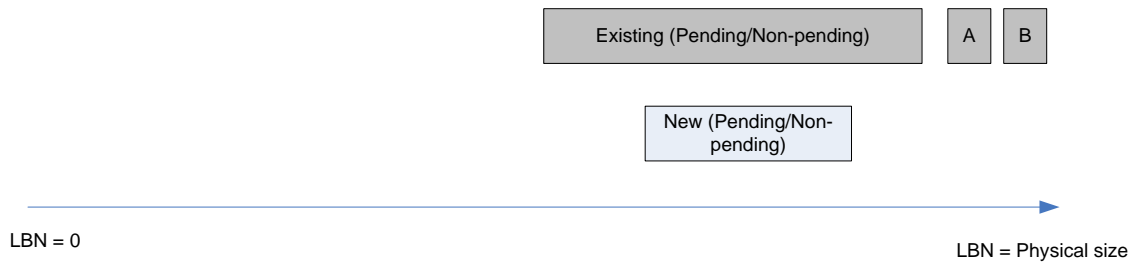 Existing (Pending/Non-pending)
A
B
New (Pending/Non-
pending)
LBN = 0
LBN = Physical size